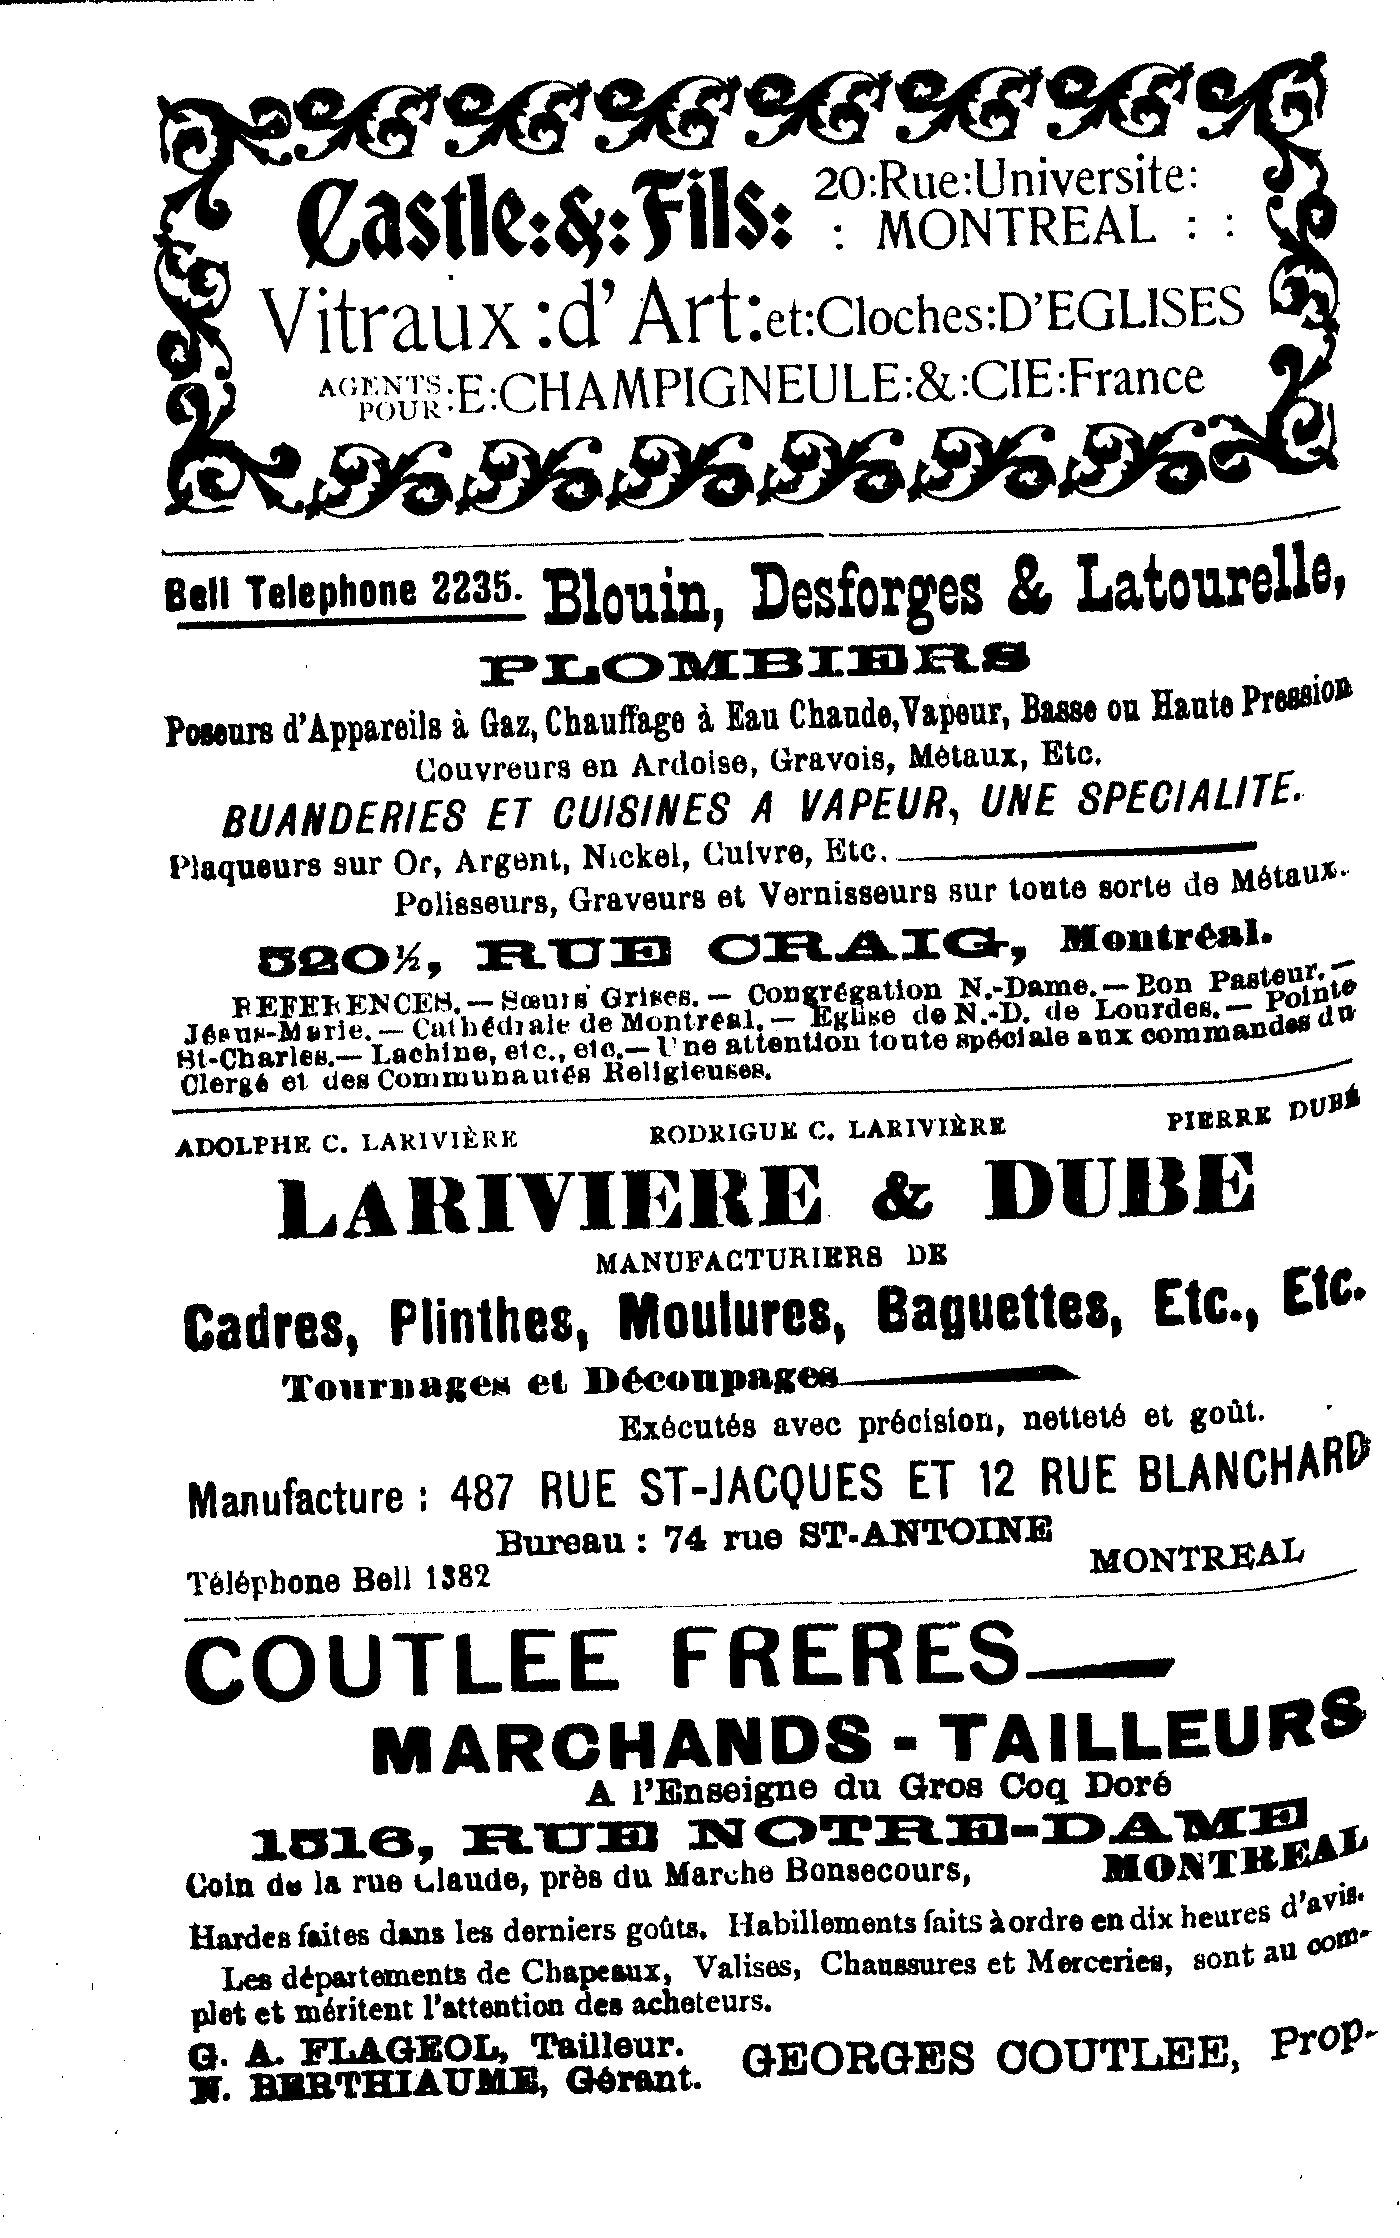 Castle:&:Fils: 20:Rue:Universite:
: MONTREAL : :
Vitraux:d'Art:et:Cloches:D'EGLISES
AGENTS POUR:E:CHAMPIGNEULE:&:CIE:France
Bell Telephone 2235. Blouin, Desforges & Latourelle,
PLOMBIERS
Poseurs d'Appareils à Gaz, Chauffage à Eau Chaude, Vapeur, Basse ou Haute Pression
Couvreurs en Ardoise, Gravois, Métaux, Etc.
BUANDERIES ET CUISINES A VAPEUR, UNE SPECIALITE.
Plaqueurs sur Or, Argent, Nickel, Cuivre, Etc.
Polisseurs, Graveurs et Vernisseurs sur toute sorte de Métaux.
520½, RUE CRAIG, Montréal.
REFERENCES.—Sœurs Grises.—Congrégation N.-Dame.—Bon Pasteur.—
Jésus-Marie.—Cathédrale de Montréal.—Eglise de N.-D. de Lourdes.—Pointe
St-Charles.—Lachine, etc., etc.—Une attention toute spéciale aux commandes du
Clergé et des Communautés Religieuses.
ADOLPHE C. LARIVIÈRE RODRIGUE C. LARIVIÈRE PIERRE DUBÉ
LARIVIERE & DUBE
MANUFACTURIERS DE
Cadres, Plinthes, Moulures, Baguettes, Etc., Etc.
Tournages et Découpages
Exécutés avec précision, netteté et goût.
Manufacture : 487 RUE ST-JACQUES ET 12 RUE BLANCHARD
Bureau : 74 rue ST-ANTOINE
Téléphone Bell 1382 MONTREAL
COUTLEE FRERES
MARCHANDS - TAILLEURS
A l'Enseigne du Gros Coq Doré
1516, RUE NOTRE-DAME
Coin de la rue Claude, près du Marche Bonsecours, MONTREAL
Hardes faites dans les derniers goûts. Habillements faits à ordre en dix heures d'avis.
Les départements de Chapeaux, Valises, Chaussures et Merceries, sont au com-
plet et méritent l'attention des acheteurs.
G. A. FLAGEOL, Tailleur.
N. BERTHIAUME, Gérant. GEORGES COUTLEE, Prop.